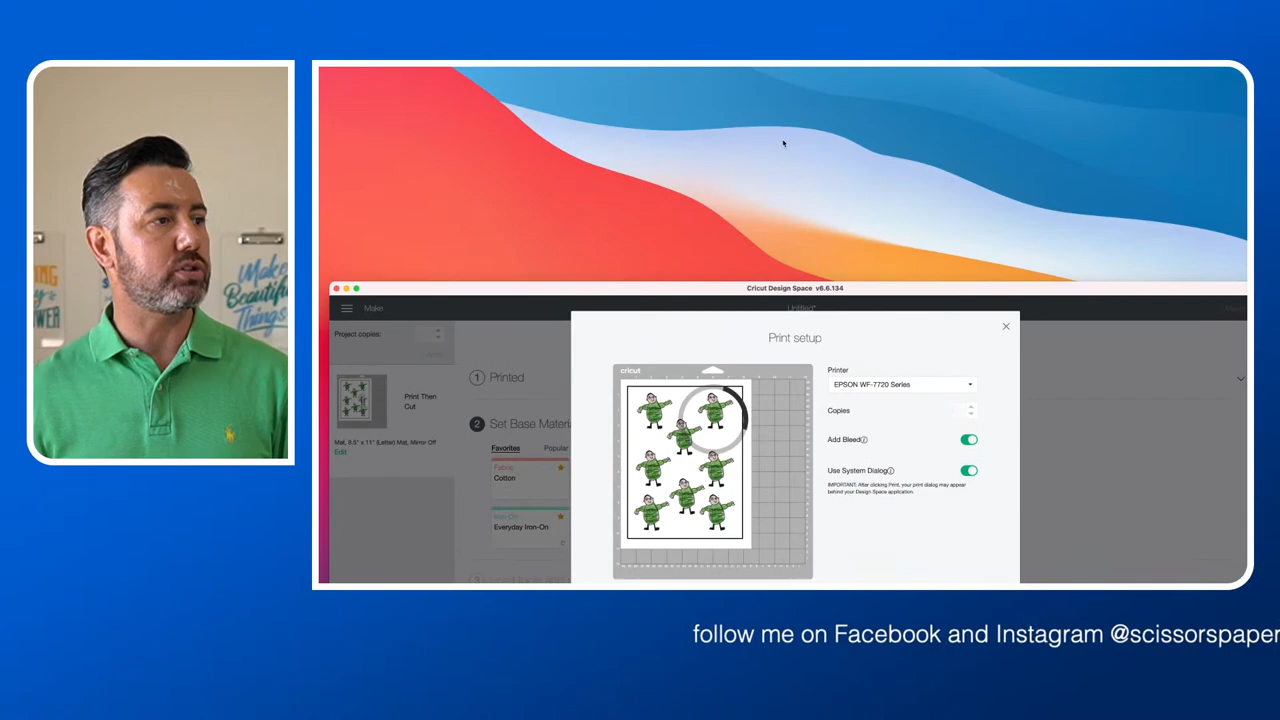 Make
Beautiful
Things!
Cricut Design Space v6.6.134
Make
Untitled*
Project copies:
Print Then
Cut
Mat, 8.5" x 11" (Letter) Mat, Mirror Off
Edit
1 Printed
2 Set Base Materi
Favorites Popular
Fabric
Cotton
Iron-On
Everyday Iron-On
Print setup
cricut
Printer
EPSON WF-7720 Series
Copies
Add Bleed
Use System Dialog
IMPORTANT: After clicking Print, your print dialog may appear
behind your Design Space application.
follow me on Facebook and Instagram @scissorspaper